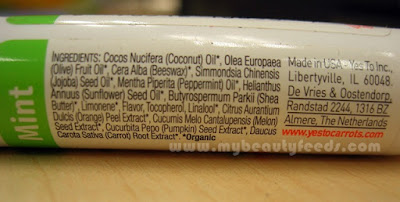 Mint
INGREDIENTS: Cocos Nucifera (Coconut) Oil*, Olea Europaea
(Olive) Fruit Oil*, Cera Alba (Beeswax)*, Simmondsia Chinensis
(Jojoba) Seed Oil*, Mentha Piperita (Peppermint) Oil*, Helianthus
Annuus (Sunflower) Seed Oil*, Butyrospermum Parkii (Shea
Butter)*, Limonene*, Flavor, Tocopherol, Linalool*, Citrus Aurantium
Dulcis (Orange) Peel Extract*, Cucumis Melo Cantalupensis (Melon)
Seed Extract*, Cucurbita Pepo (Pumpkin) Seed Extract*, Daucus
Carota Sativa (Carrot) Root Extract*. *Organic
Made in USA · Yes To Inc,
Libertyville, IL 60048.
De Vries & Oostendorp,
Randstad 2244, 1316 BZ
Almere, The Netherlands
www.yestocarrots.com
www.mybeautyfeeds.com